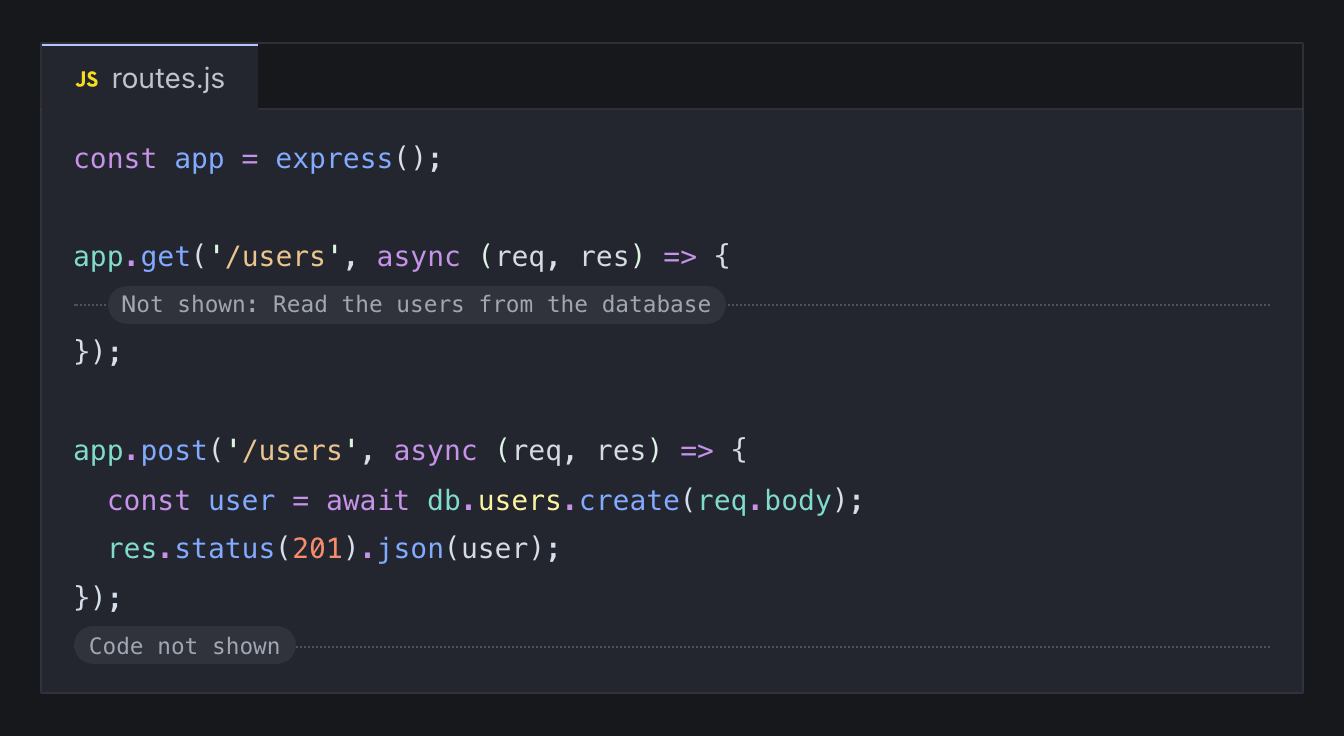 JS routes.js
const app = express();
app.get('/users', async (req, res) => {
Not shown: Read the users from the database
});
app.post('/users', async (req, res) => {
  const user = await db.users.create(req.body);
  res.status(201).json(user);
});
Code not shown